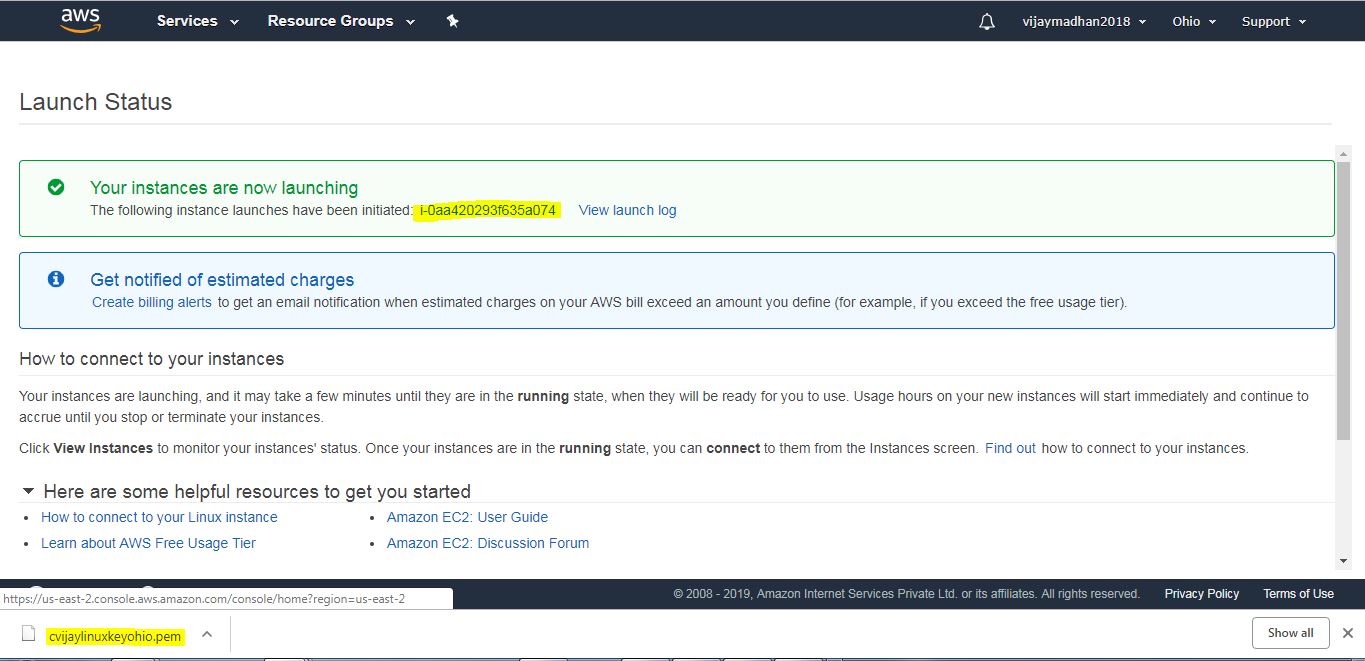 aws Services Resource Groups vijaymadhan2018 Ohio Support
Launch Status
Your instances are now launching
The following instance launches have been initiated: i-0aa420293f635a074 View launch log
Get notified of estimated charges
Create billing alerts to get an email notification when estimated charges on your AWS bill exceed an amount you define (for example, if you exceed the free usage tier).
How to connect to your instances
Your instances are launching, and it may take a few minutes until they are in the running state, when they will be ready for you to use. Usage hours on your new instances will start immediately and continue to
accrue until you stop or terminate your instances.
Click View Instances to monitor your instances' status. Once your instances are in the running state, you can connect to them from the Instances screen. Find out how to connect to your instances.
Here are some helpful resources to get you started
• How to connect to your Linux instance • Amazon EC2: User Guide
• Learn about AWS Free Usage Tier • Amazon EC2: Discussion Forum
© 2008 - 2019, Amazon Internet Services Private Ltd. or its affiliates. All rights reserved. Privacy Policy Terms of Use
https://us-east-2.console.aws.amazon.com/console/home?region=us-east-2
cvijaylinuxkeyohio.pem Show all